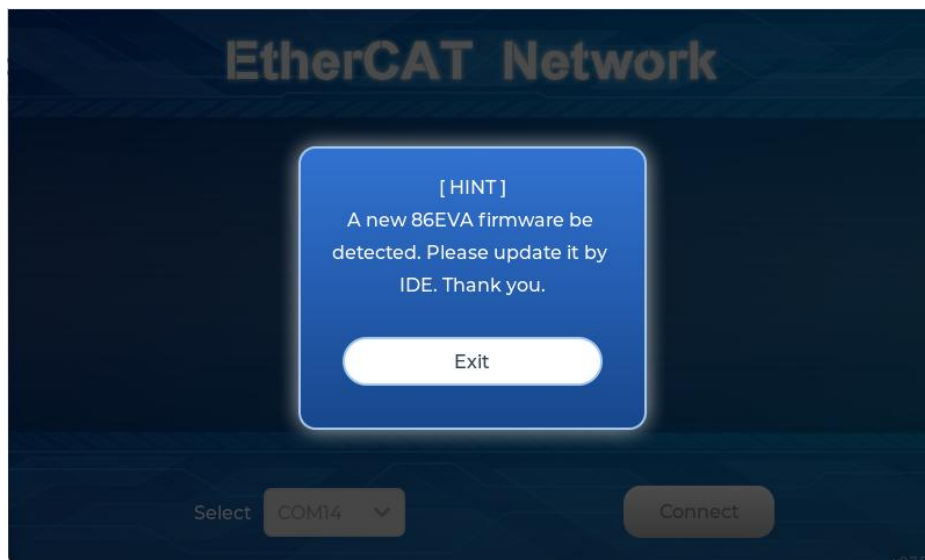 EtherCAT Network
[ HINT ]
A new 86EVA firmware be
detected. Please update it by
IDE. Thank you.
Exit
Select COM14 Connect